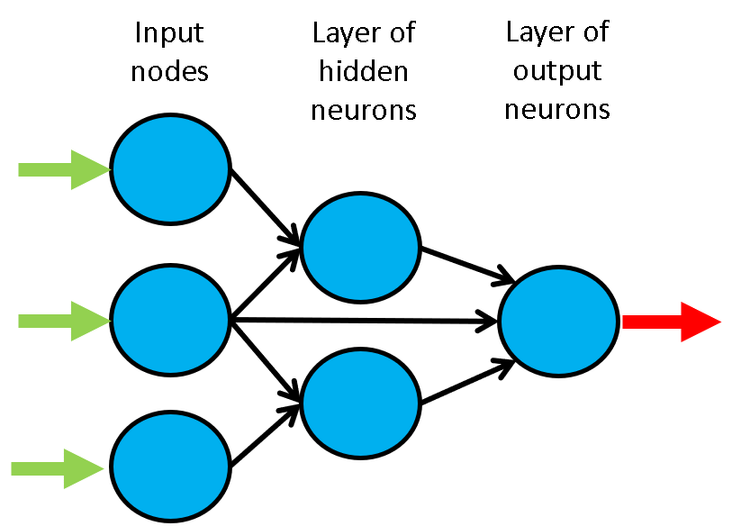 Input
nodes
Layer of
hidden
neurons
Layer of
output
neurons